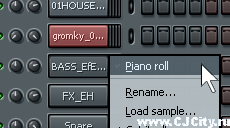 01HOUSE...
gromky_0...
BASS_EfE...
Piano roll
FX_EH
Rename...
Load sample...
Spare
www.CJCity.ru